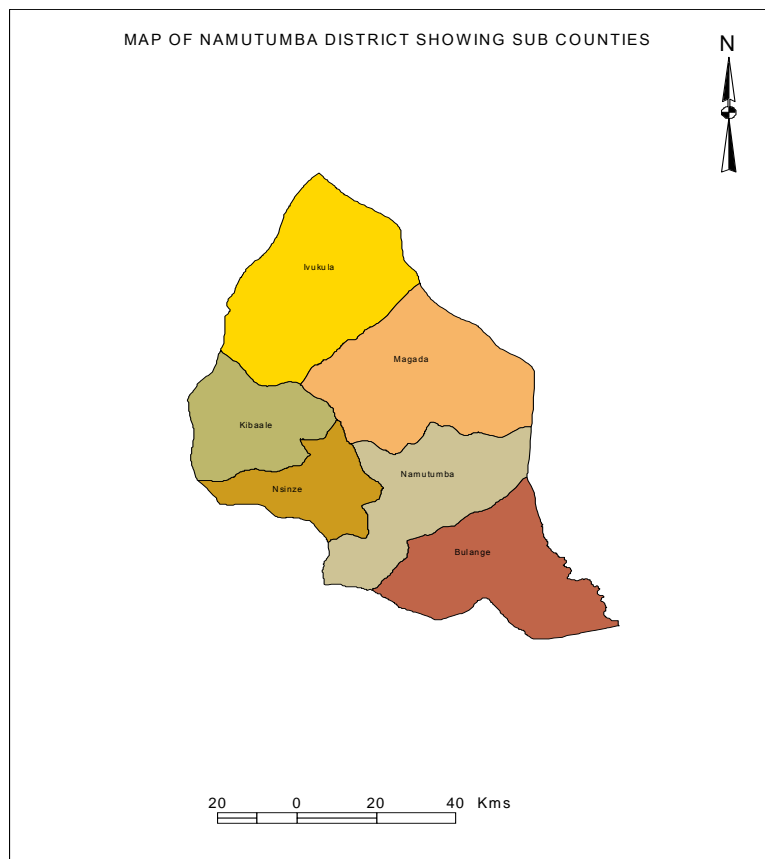 MAP OF NAMUTUMBA DISTRICT SHOWING SUB COUNTIES
N
Ivukula
Magada
Kibaale
Namutumba
Nsinze
Bulange
20 0 20 40 Kms